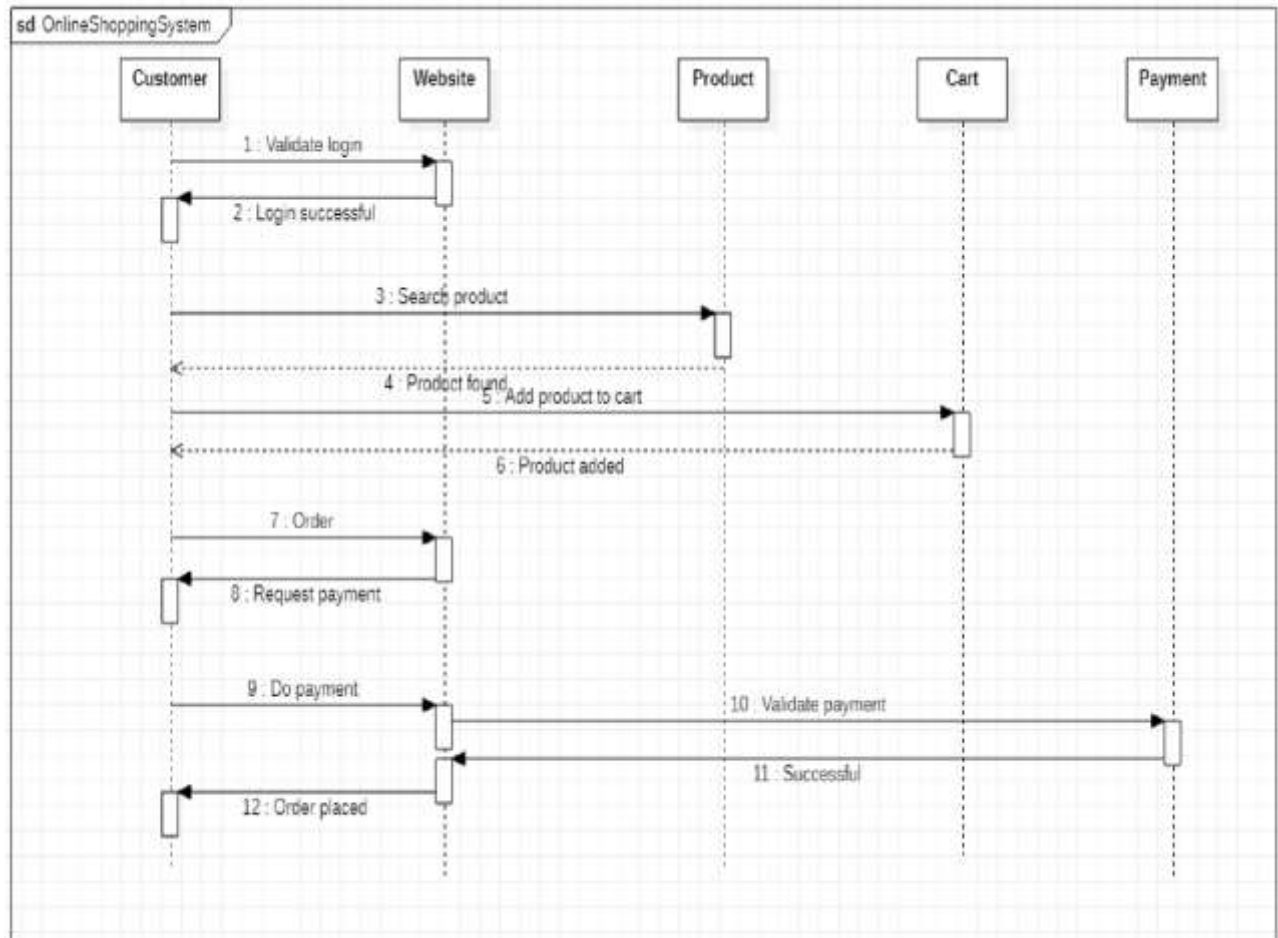 sd OnlineShoppingSystem
Customer
Website
Product
Cart
Payment
1 : Validate login
2 : Login successful
3 : Search product
4 : Product found
5 : Add product to cart
6 : Product added
7 : Order
8 : Request payment
9 : Do payment
10 : Validate payment
11 : Successful
12 : Order placed